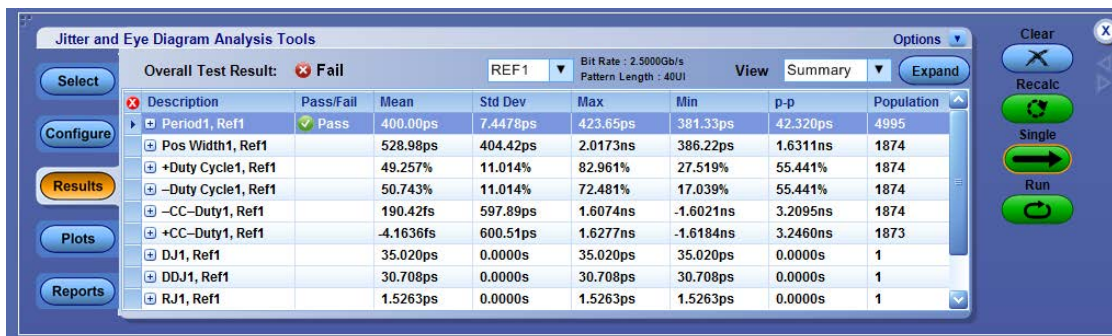 Jitter and Eye Diagram Analysis Tools
Options
Clear
X
Select
Configure
Results
Plots
Reports
Overall Test Result: Fail
REF1
Bit Rate : 2.5000Gb/s
Pattern Length : 40UI
View Summary
Expand
Description Pass/Fail Mean Std Dev Max Min p-p Population
Period1, Ref1 Pass 400.00ps 7.4478ps 423.65ps 381.33ps 42.320ps 4995
Pos Width1, Ref1 528.98ps 404.42ps 2.0173ns 386.22ps 1.6311ns 1874
+Duty Cycle1, Ref1 49.257% 11.014% 82.961% 27.519% 55.441% 1874
–Duty Cycle1, Ref1 50.743% 11.014% 72.481% 17.039% 55.441% 1874
–CC–Duty1, Ref1 190.42fs 597.89ps 1.6074ns -1.6021ns 3.2095ns 1874
+CC–Duty1, Ref1 -4.1636fs 600.51ps 1.6277ns -1.6184ns 3.2460ns 1873
DJ1, Ref1 35.020ps 0.0000s 35.020ps 35.020ps 0.0000s 1
DDJ1, Ref1 30.708ps 0.0000s 30.708ps 30.708ps 0.0000s 1
RJ1, Ref1 1.5263ps 0.0000s 1.5263ps 1.5263ps 0.0000s 1
Recalc
Single
Run